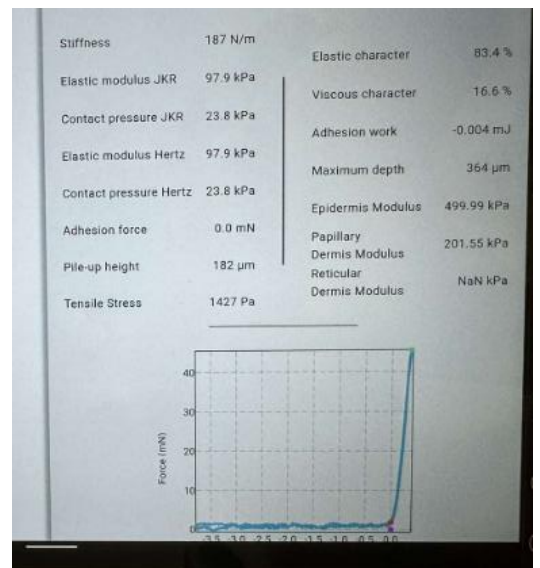 Stiffness 187 N/m
Elastic modulus JKR 97.9 kPa
Contact pressure JKR 23.8 kPa
Elastic modulus Hertz 97.9 kPa
Contact pressure Hertz 23.8 kPa
Adhesion force 0.0 mN
Pile-up height 182 µm
Tensile Stress 1427 Pa
Elastic character 83.4 %
Viscous character 16.6 %
Adhesion work -0.004 mJ
Maximum depth 364 µm
Epidermis Modulus 499.99 kPa
Papillary
Dermis Modulus 201.55 kPa
Reticular
Dermis Modulus NaN kPa
Force (mN)
40
30
20
10
0